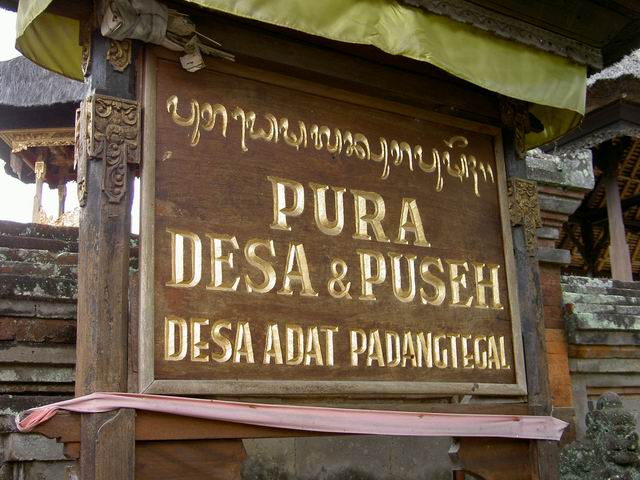 PURA
DESA & PUSEH
DESA ADAT PADANGTEGAL